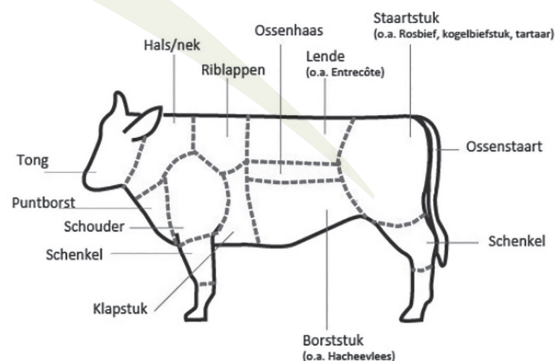 Staartstuk
(o.a. Rosbief, kogelbiefstuk, tartaar)
Ossenhaas
Hals/nek
Lende
(o.a. Entrecôte)
Riblappen
Ossenstaart
Tong
Puntborst
Schouder
Schenkel
Schenkel
Klapstuk
Borststuk
(o.a. Hacheevlees)